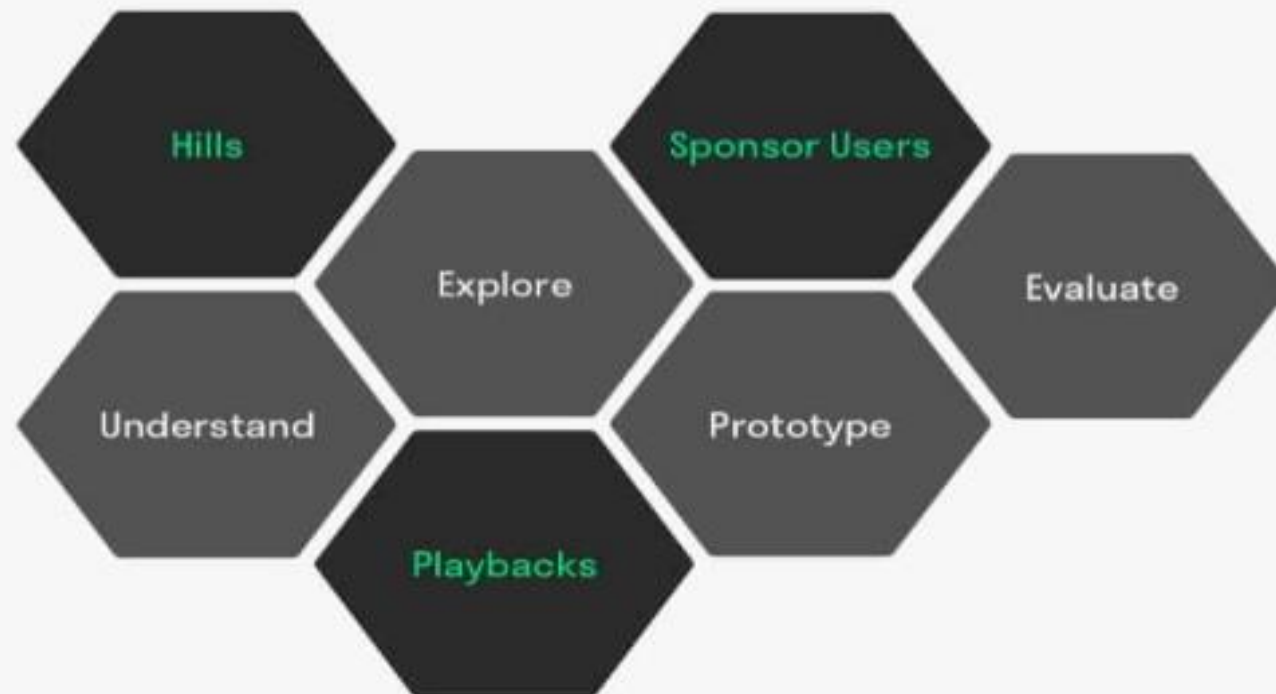 Hills
Sponsor Users
Explore
Evaluate
Understand
Prototype
Playbacks